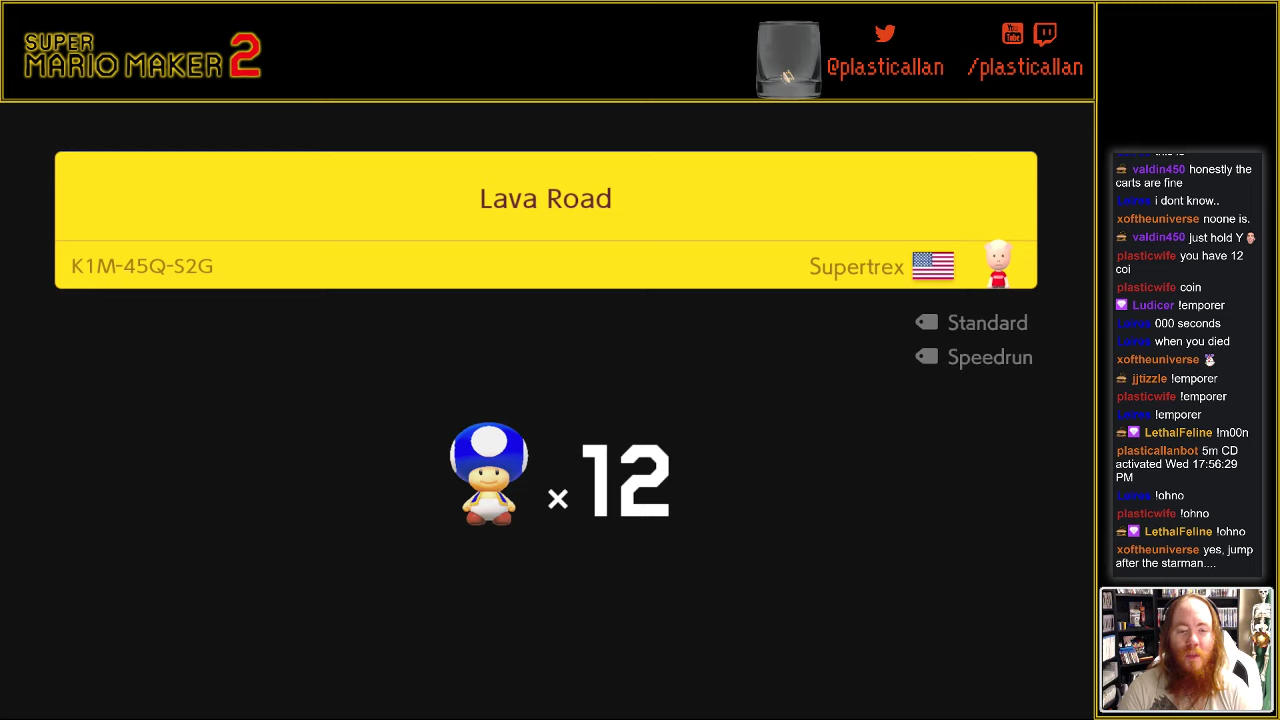 SUPER
MARIO MAKER 2
@plasticallan
/plasticallan
Lava Road
K1M-45Q-S2G
Supertrex
Standard
Speedrun
× 12
valdin450 honestly the
carts are fine
i dont know..
xoftheuniverse noone is.
valdin450 just hold Y
plasticwife you have 12
coi
plasticwife coin
Ludicer !emporer
000 seconds
when you died
xoftheuniverse
jjtizzle !emporer
plasticwife !emporer
!emporer
LethalFeline !m00n
plasticallanbot 5m CD
activated Wed 17:56:29
PM
!ohno
plasticwife !ohno
LethalFeline !ohno
xoftheuniverse yes, jump
after the starman....